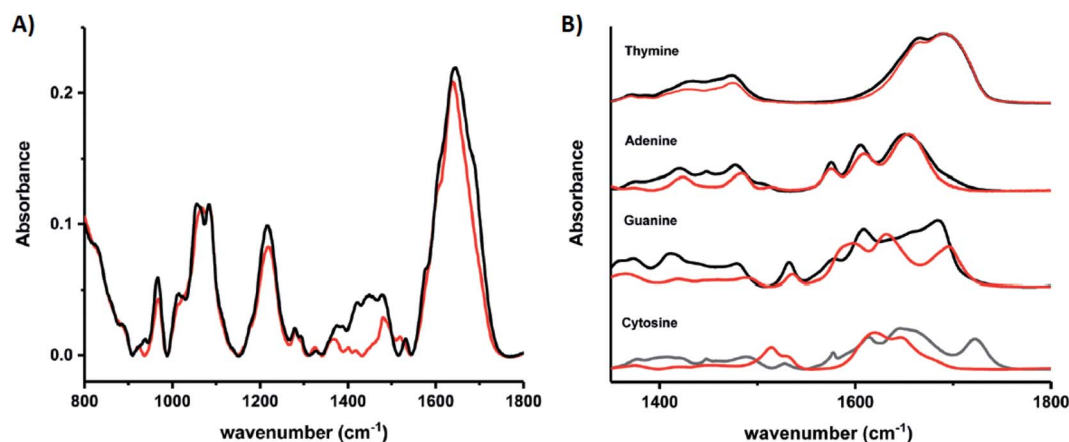 A)
Absorbance
0.2
0.1
0.0
800 1000 1200 1400 1600 1800
wavenumber (cm-1)
B)
Absorbance
Thymine
Adenine
Guanine
Cytosine
1400 1600 1800
wavenumber (cm-1)